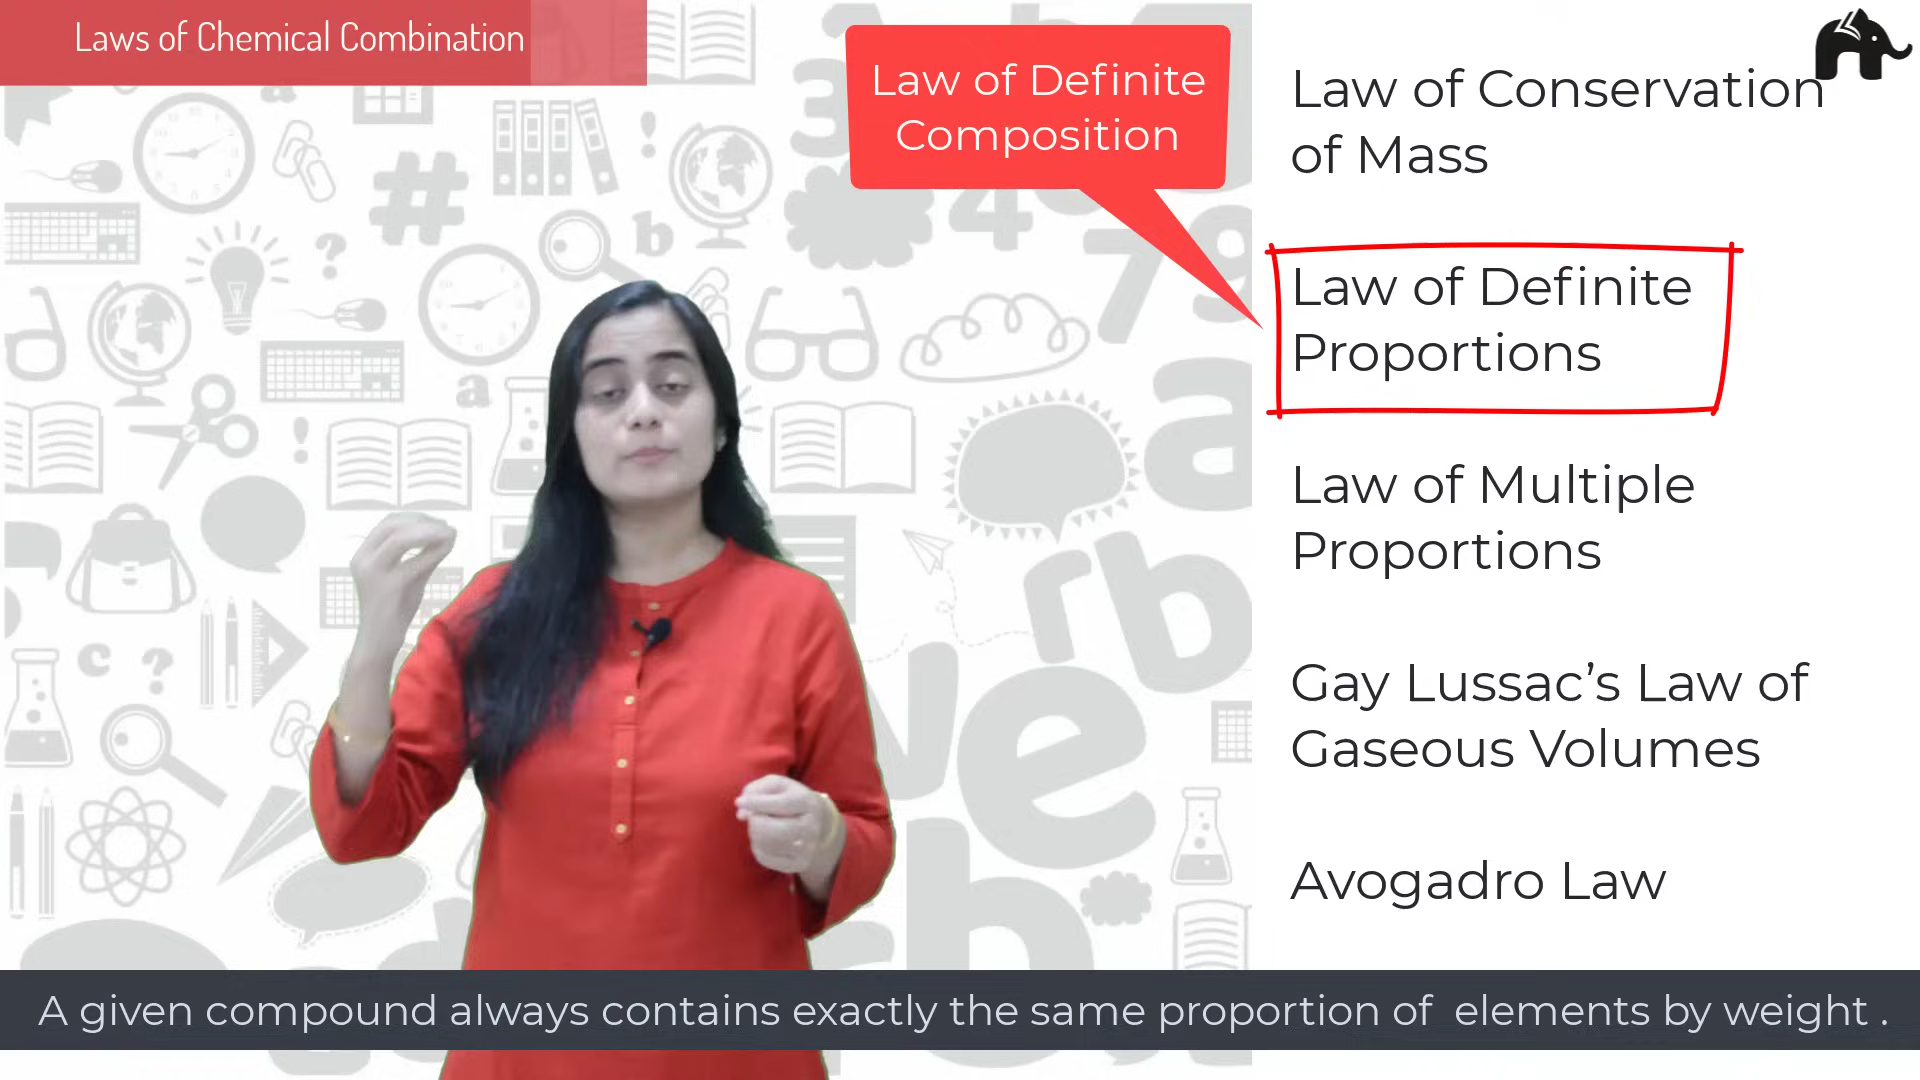 Laws of Chemical Combination
Law of Definite
Composition
Law of Conservation
of Mass
Law of Definite
Proportions
Law of Multiple
Proportions
Gay Lussac’s Law of
Gaseous Volumes
Avogadro Law
A given compound always contains exactly the same proportion of elements by weight .